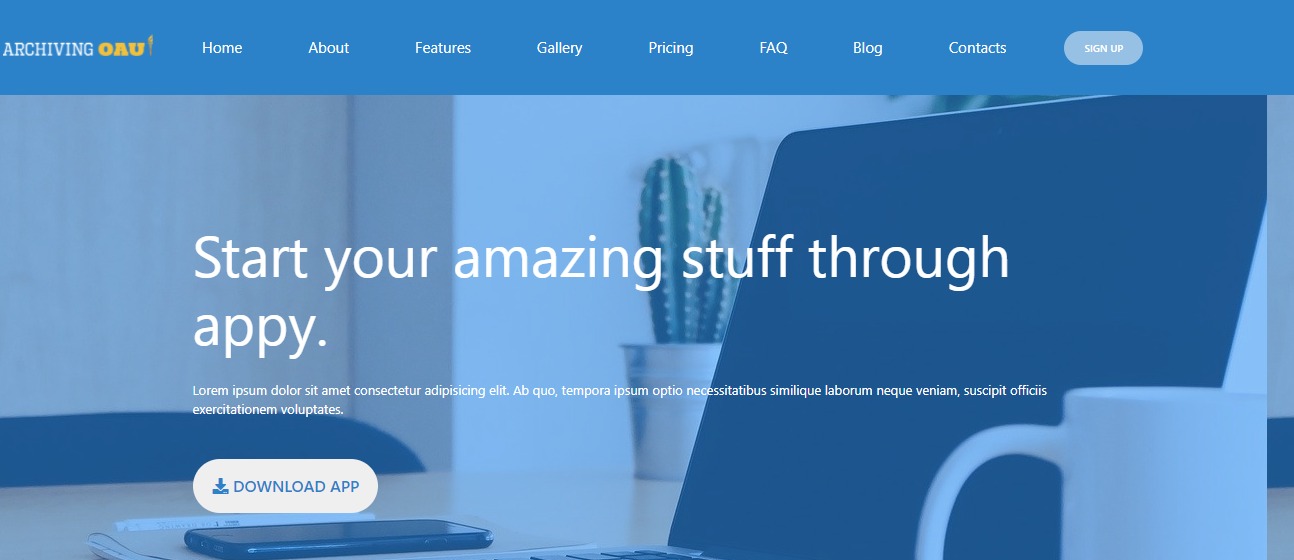 ARCHIVING OAU
Home About Features Gallery Pricing FAQ Blog Contacts SIGN UP
Start your amazing stuff through
appy.
Lorem ipsum dolor sit amet consectetur adipisicing elit. Ab quo, tempora ipsum optio necessitatibus similique laborum neque veniam, suscipit officiis
exercitationem voluptates.
DOWNLOAD APP